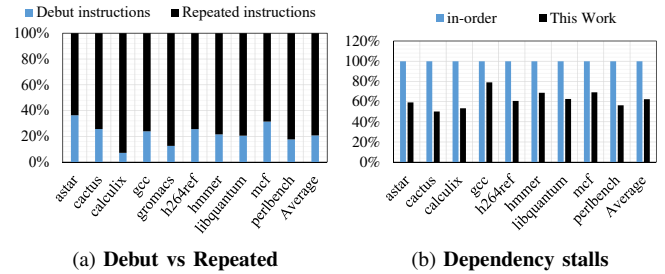 Debut instructions Repeated instructions
100%
80%
60%
40%
20%
0%
astar
cactus
calculix
gcc
gromacs
h264ref
hmmer
libquantum
mcf
perlbench
Average
(a) Debut vs Repeated
in-order This Work
120%
100%
80%
60%
40%
20%
0%
astar
cactus
calculix
gcc
h264ref
hmmer
libquantum
mcf
perlbench
Average
(b) Dependency stalls